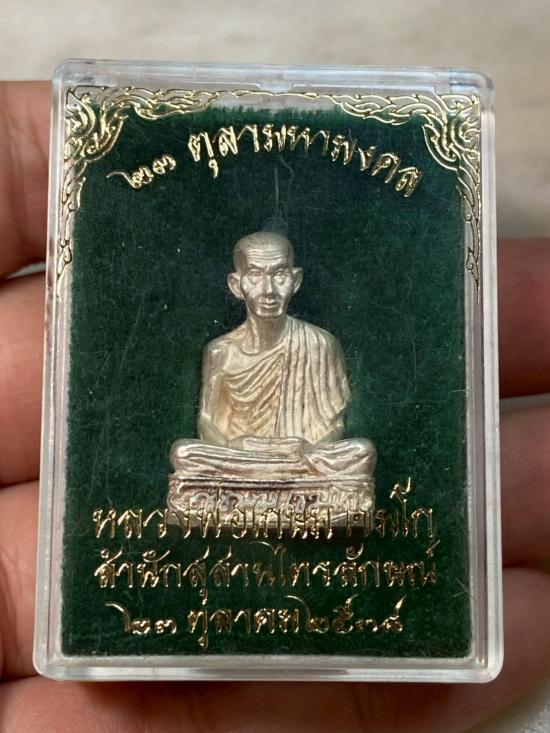 ๒๓ ตุลามหามงคล
หลวงพ่อเกษม เขมโก
สำนักสุสานไตรลักษณ์
๒๓ ตุลาคม ๒๕๓๘